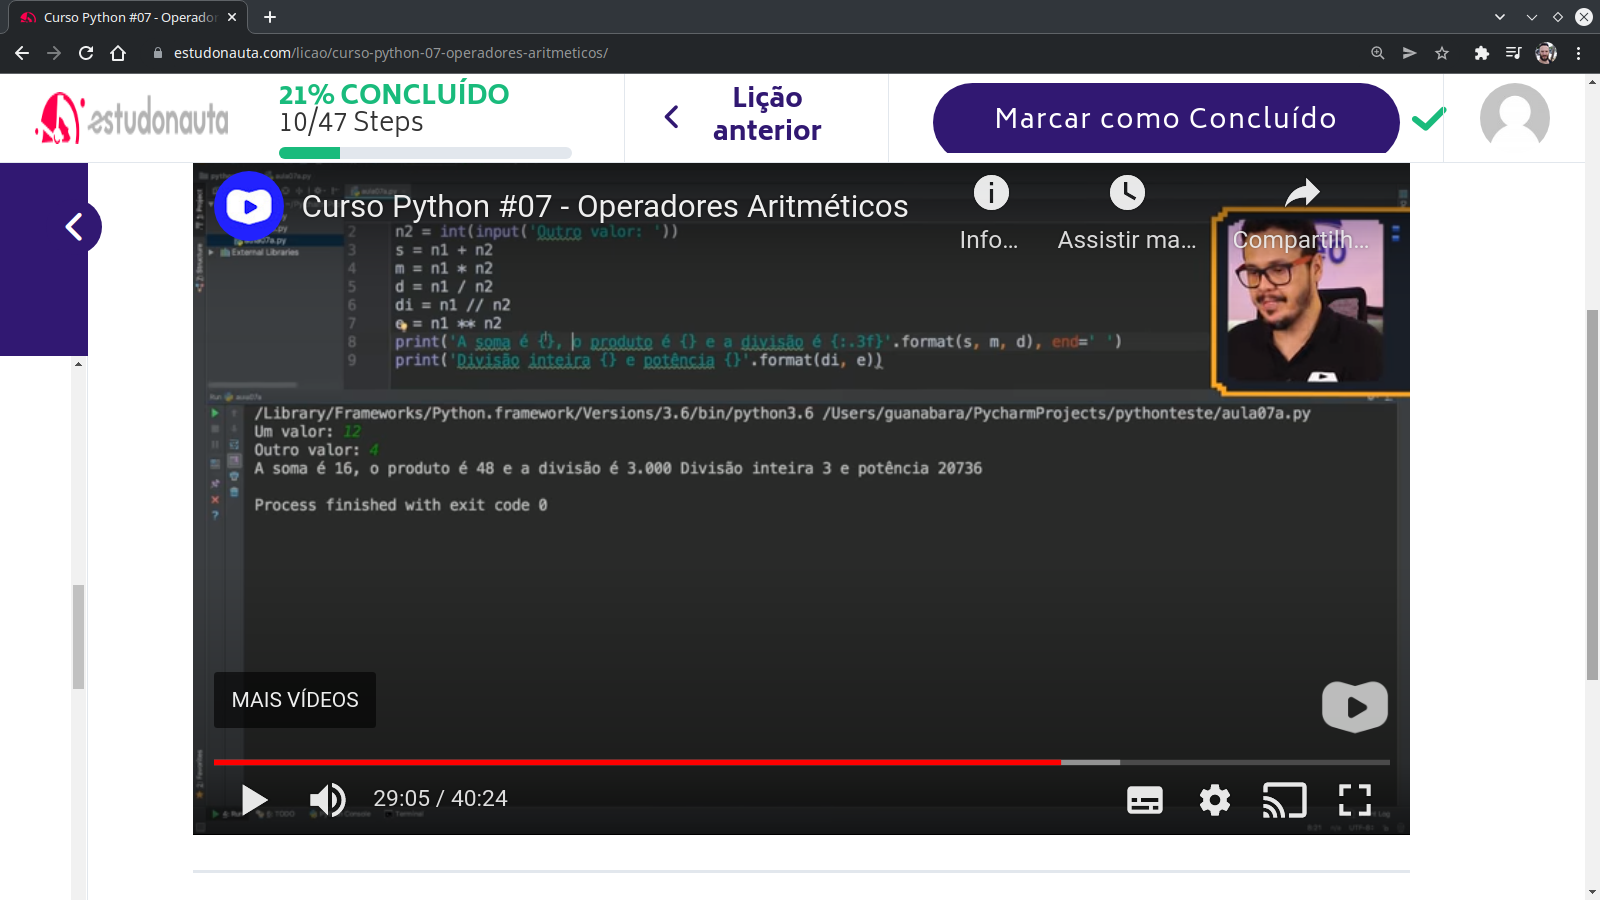 Curso Python #07 - Operador
estudonauta.com/licao/curso-python-07-operadores-aritmeticos/
estudonauta
21% CONCLUÍDO
10/47 Steps
Lição
anterior
Marcar como Concluído
Curso Python #07 - Operadores Aritméticos
Info...
Assistir ma...
Compartilh...
External Libraries
2 n2 = int(input('Outro valor: '))
3 s = n1 + n2
4 m = n1 * n2
5 d = n1 / n2
6 di = n1 // n2
7 e = n1 ** n2
8 print('A soma é {}, o produto é {} e a divisão é {:.3f}'.format(s, m, d), end=' ')
9 print('Divisão inteira {} e potência {}'.format(di, e))
Run aula07a
/Library/Frameworks/Python.framework/Versions/3.6/bin/python3.6 /Users/guanabara/PycharmProjects/pythonteste/aula07a.py
Um valor: 12
Outro valor: 4
A soma é 16, o produto é 48 e a divisão é 3.000 Divisão inteira 3 e potência 20736
Process finished with exit code 0
MAIS VÍDEOS
29:05 / 40:24